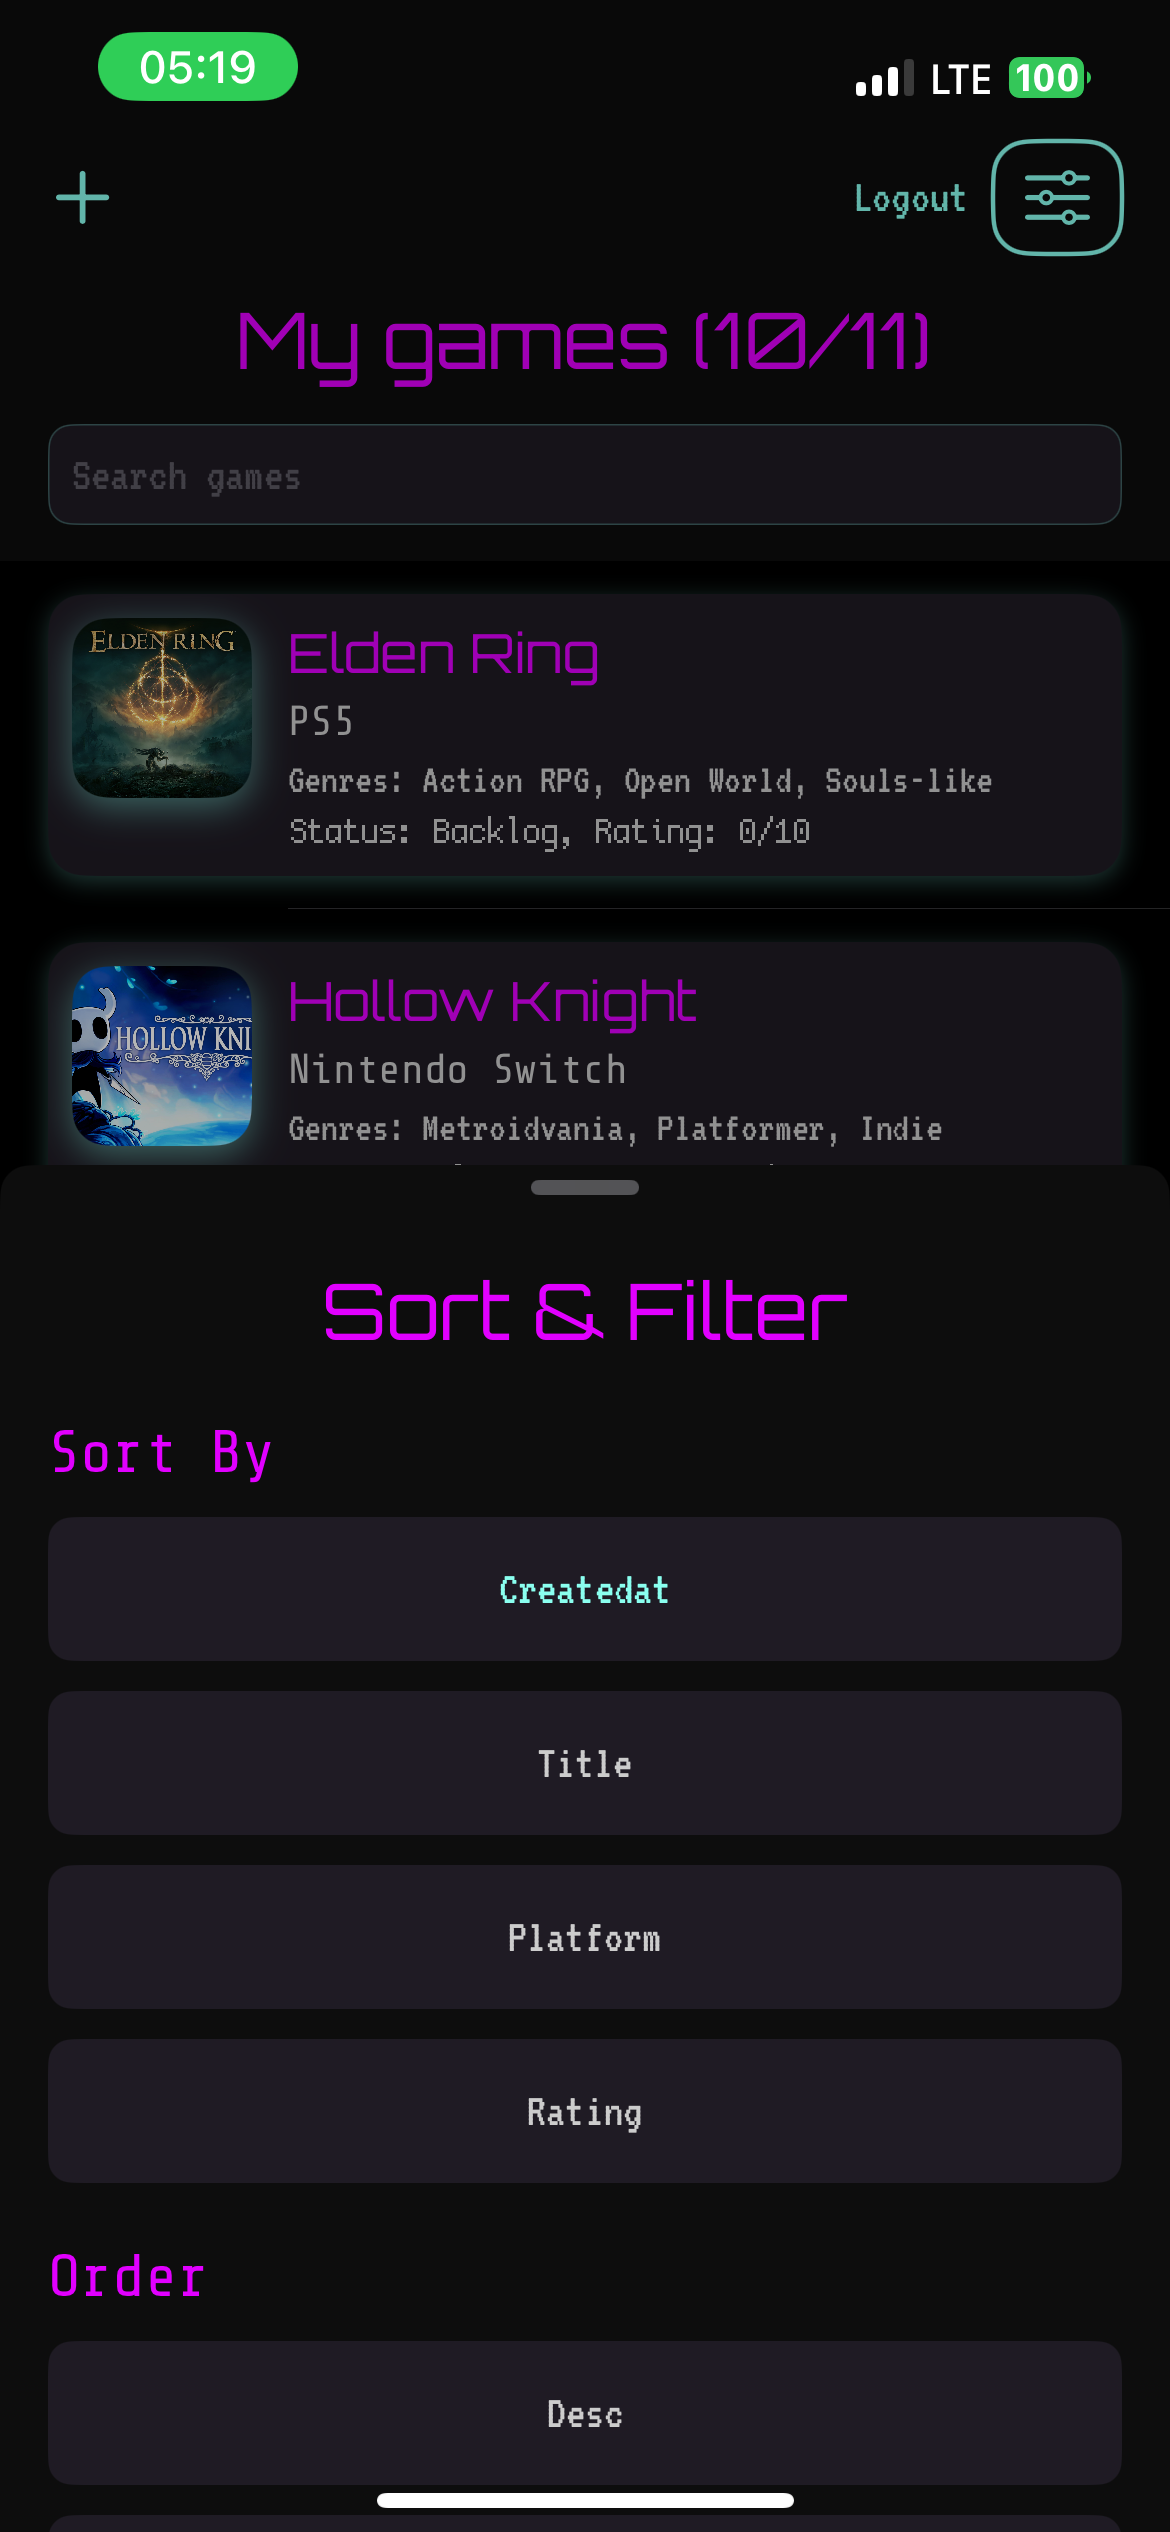 05:19
LTE 100
Logout
My games (10/11)
Search games
ELDEN RING
Elden Ring
PS5
Genres: Action RPG, Open World, Souls-like
Status: Backlog, Rating: 0/10
HOLLOW KNI
Hollow Knight
Nintendo Switch
Genres: Metroidvania, Platformer, Indie
Sort & Filter
Sort By
Createdat
Title
Platform
Rating
Order
Desc